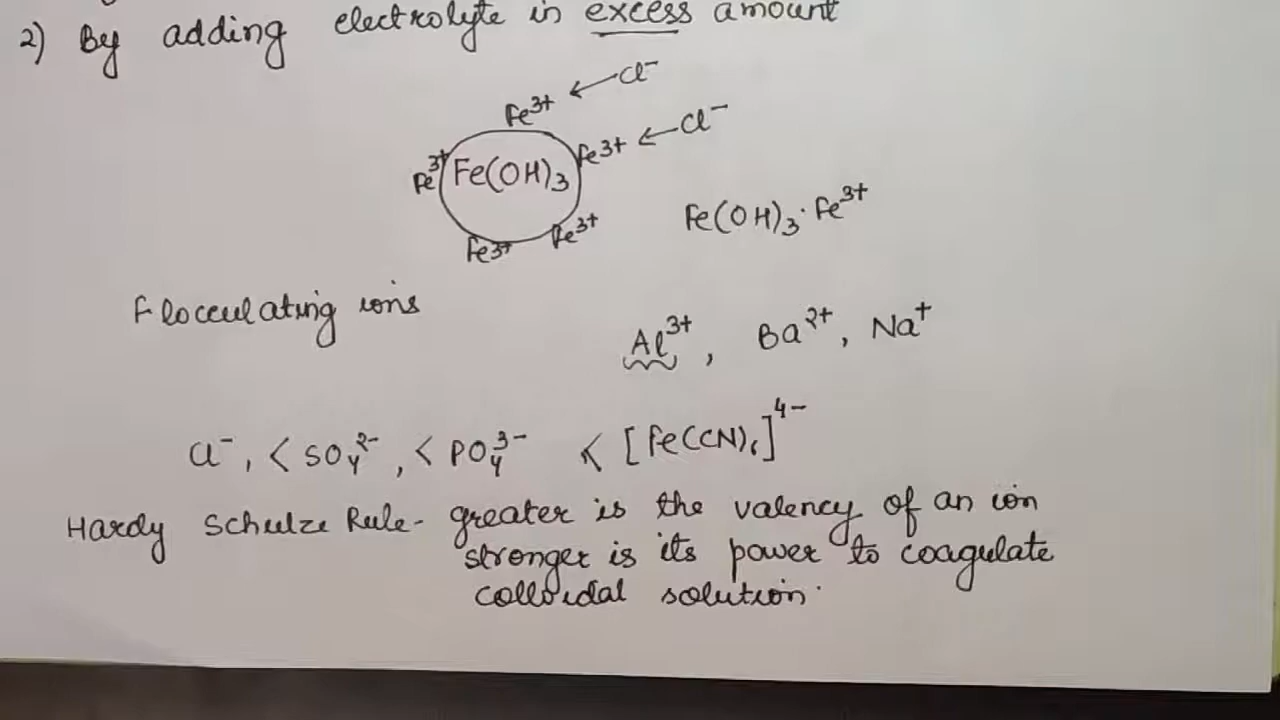 2) By adding electrolyte in excess amount
Fe³⁺ ← Cl⁻
Fe³⁺ ← Cl⁻
Fe³⁺ Fe(OH)₃
Fe³⁺ Fe³⁺
Fe(OH)₃·Fe³⁺
Flocculating ions
Al³⁺, Ba²⁺, Na⁺
Cl⁻, < SO₄²⁻, < PO₄³⁻ < [Fe(CN)₆]⁴⁻
Hardy Schulze Rule- greater is the valency of an ion
stronger is its power to coagulate
colloidal solution.